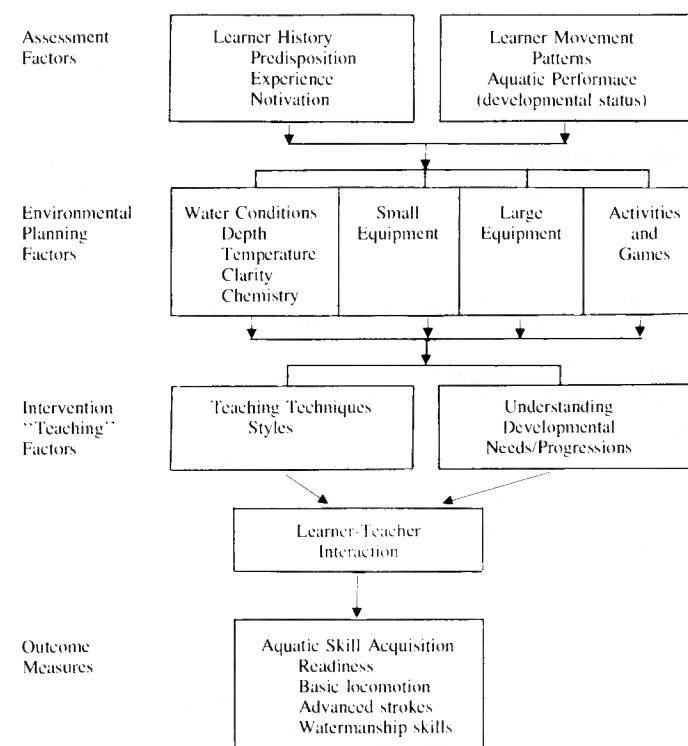 Assessment
Factors
Learner History
Predisposition
Experience
Notivation
Learner Movement
Patterns
Aquatic Performace
(developmental status)
Environmental
Planning
Factors
Water Conditions
Depth
Temperature
Clarity
Chemistry
Small
Equipment
Large
Equipment
Activities
and
Games
Intervention
``Teaching''
Factors
Teaching Techniques
Styles
Understanding
Developmental
Needs/Progressions
Learner-Teacher
Interaction
Outcome
Measures
Aquatic Skill Acquisition
Readiness
Basic locomotion
Advanced strokes
Watermanship skills